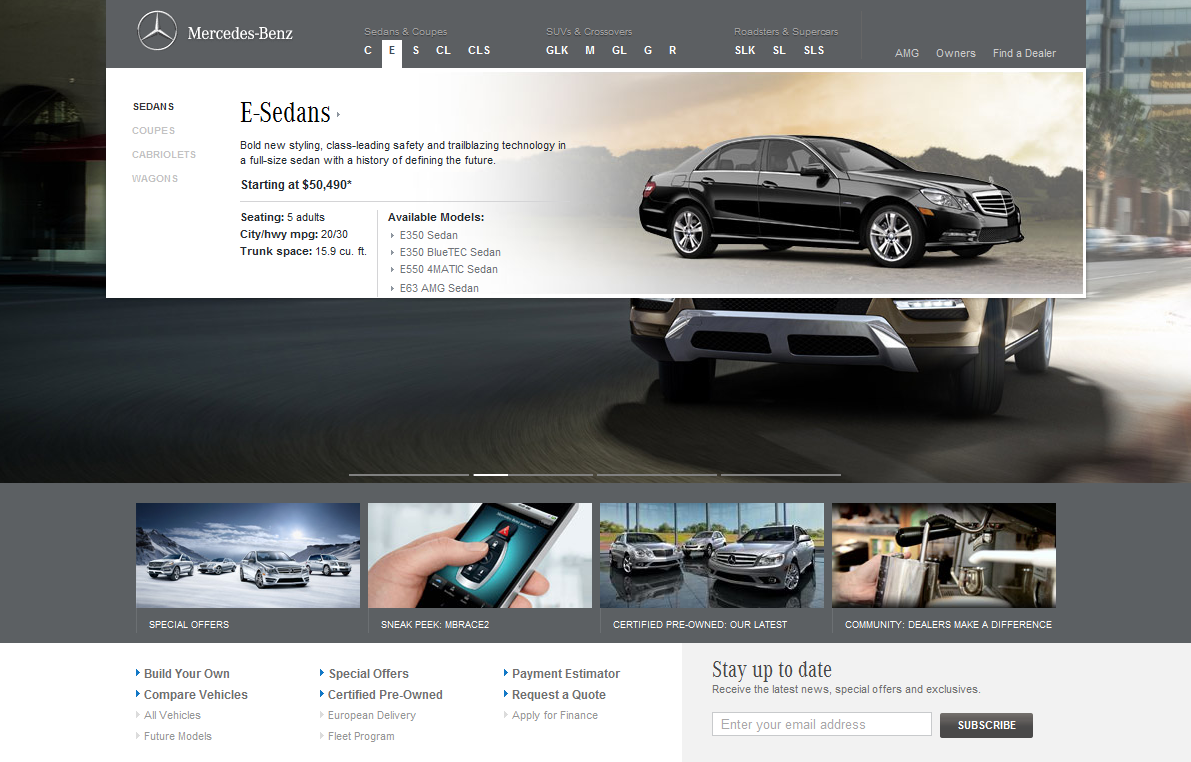 Mercedes-Benz
Sedans & Coupes
C E S CL CLS
SUVs & Crossovers
GLK M GL G R
Roadsters & Supercars
SLK SL SLS
AMG Owners Find a Dealer
SEDANS
COUPES
CABRIOLETS
WAGONS
E-Sedans
Bold new styling, class-leading safety and trailblazing technology in
a full-size sedan with a history of defining the future.
Starting at $50,490*
Seating: 5 adults
City/hwy mpg: 20/30
Trunk space: 15.9 cu. ft.
Available Models:
E350 Sedan
E350 BlueTEC Sedan
E550 4MATIC Sedan
E63 AMG Sedan
SPECIAL OFFERS
SNEAK PEEK: MBRACE2
CERTIFIED PRE-OWNED: OUR LATEST
COMMUNITY: DEALERS MAKE A DIFFERENCE
Build Your Own
Compare Vehicles
All Vehicles
Future Models
Special Offers
Certified Pre-Owned
European Delivery
Fleet Program
Payment Estimator
Request a Quote
Apply for Finance
Stay up to date
Receive the latest news, special offers and exclusives.
Enter your email address
SUBSCRIBE